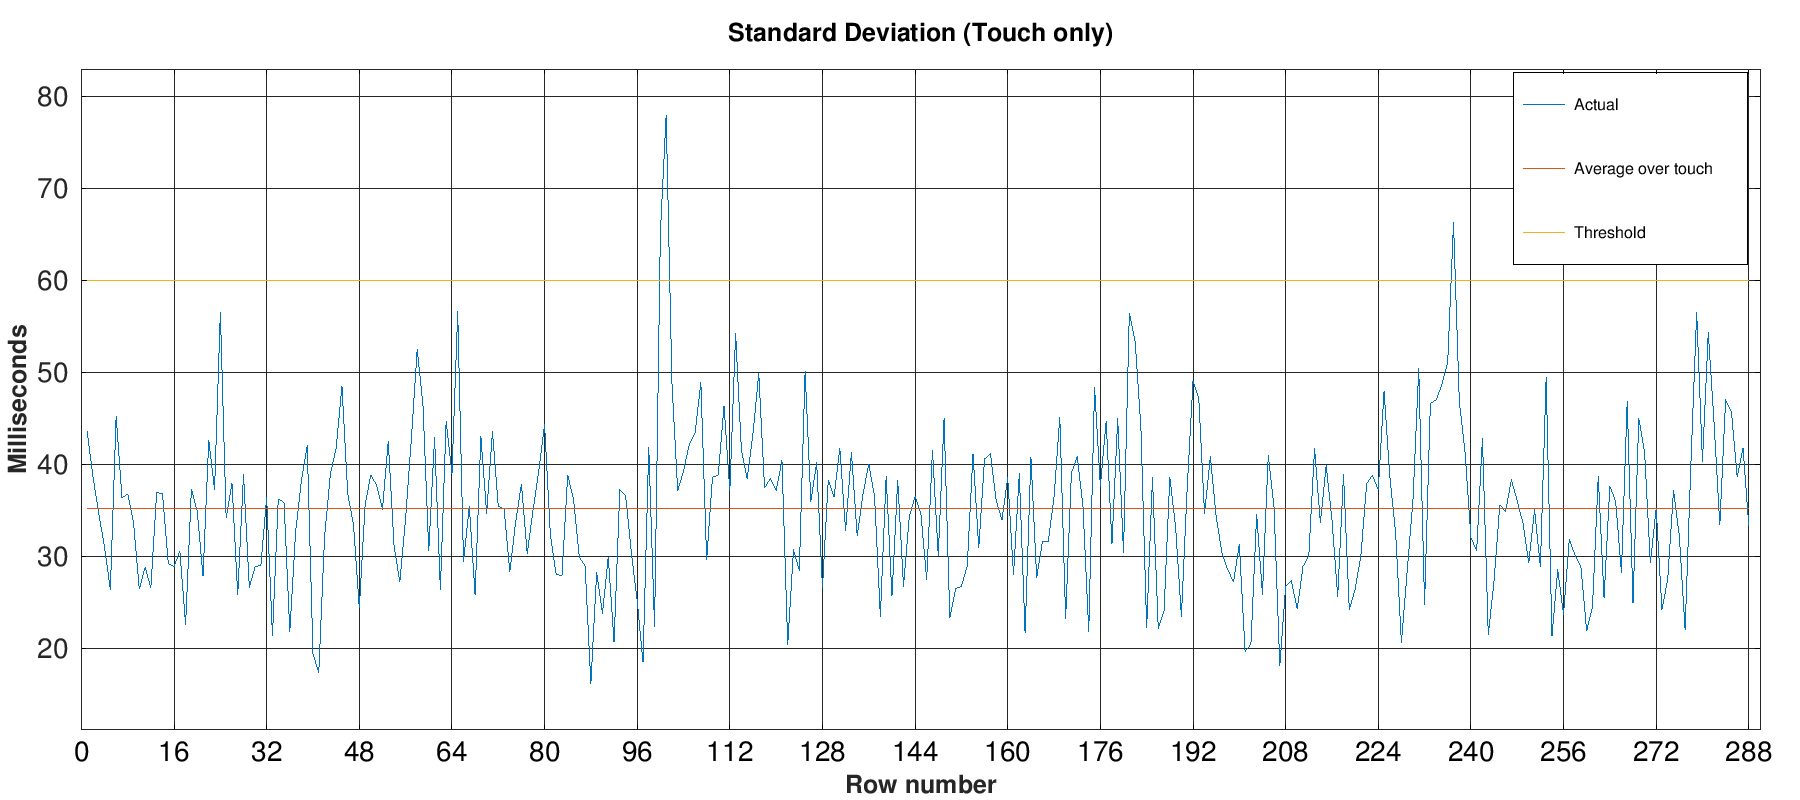 Standard Deviation (Touch only)
80
70
60
50
40
30
20
Milliseconds
Actual
Average over touch
Threshold
0 16 32 48 64 80 96 112 128 144 160 176 192 208 224 240 256 272 288
Row number